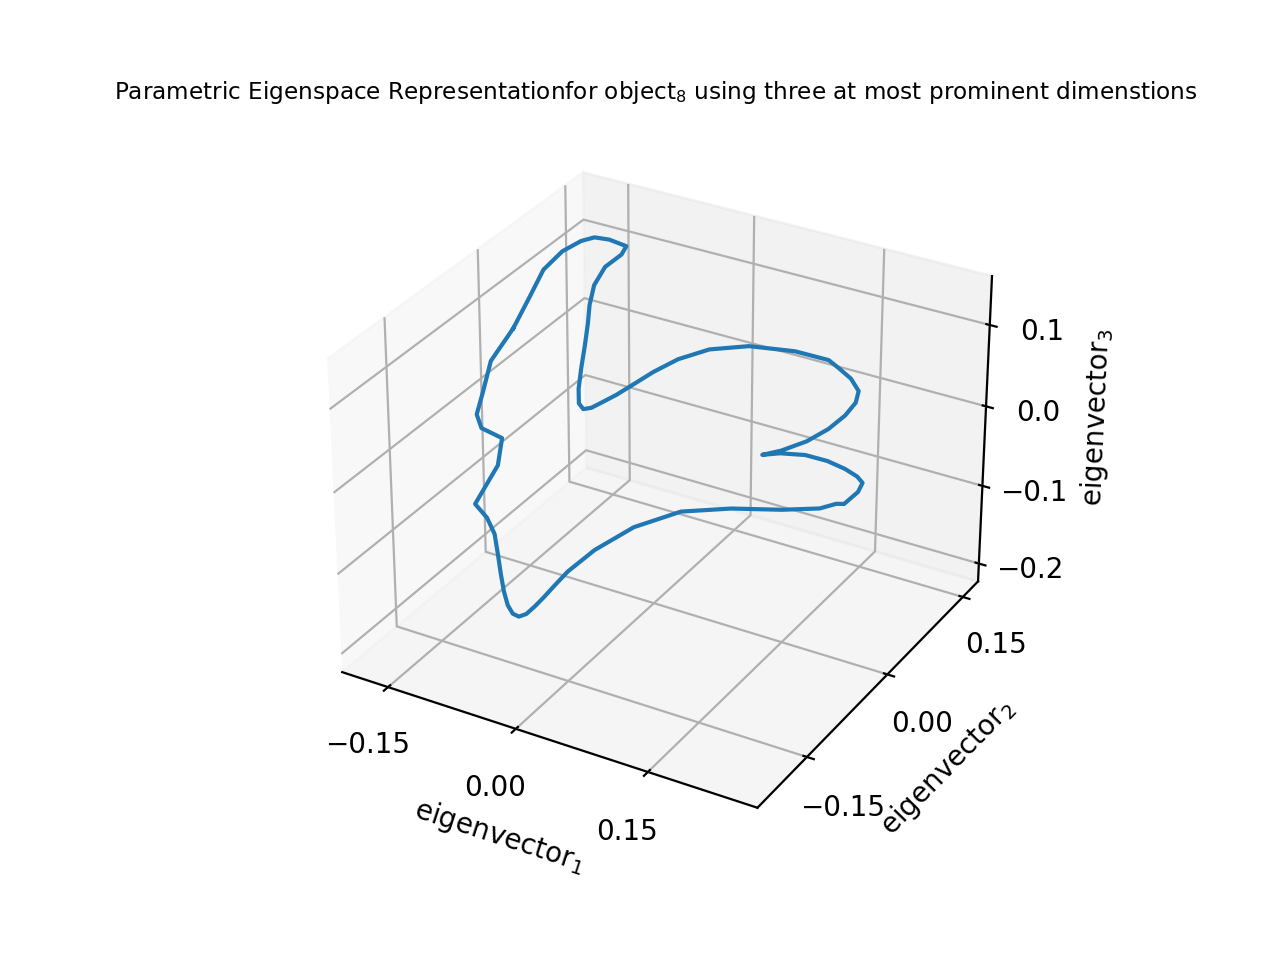 Parametric Eigenspace Representationfor object₈ using three at most prominent dimenstions
0.1
0.0
−0.1
−0.2
eigenvector₃
0.15
0.00
−0.15
eigenvector₂
−0.15
0.00
0.15
eigenvector₁